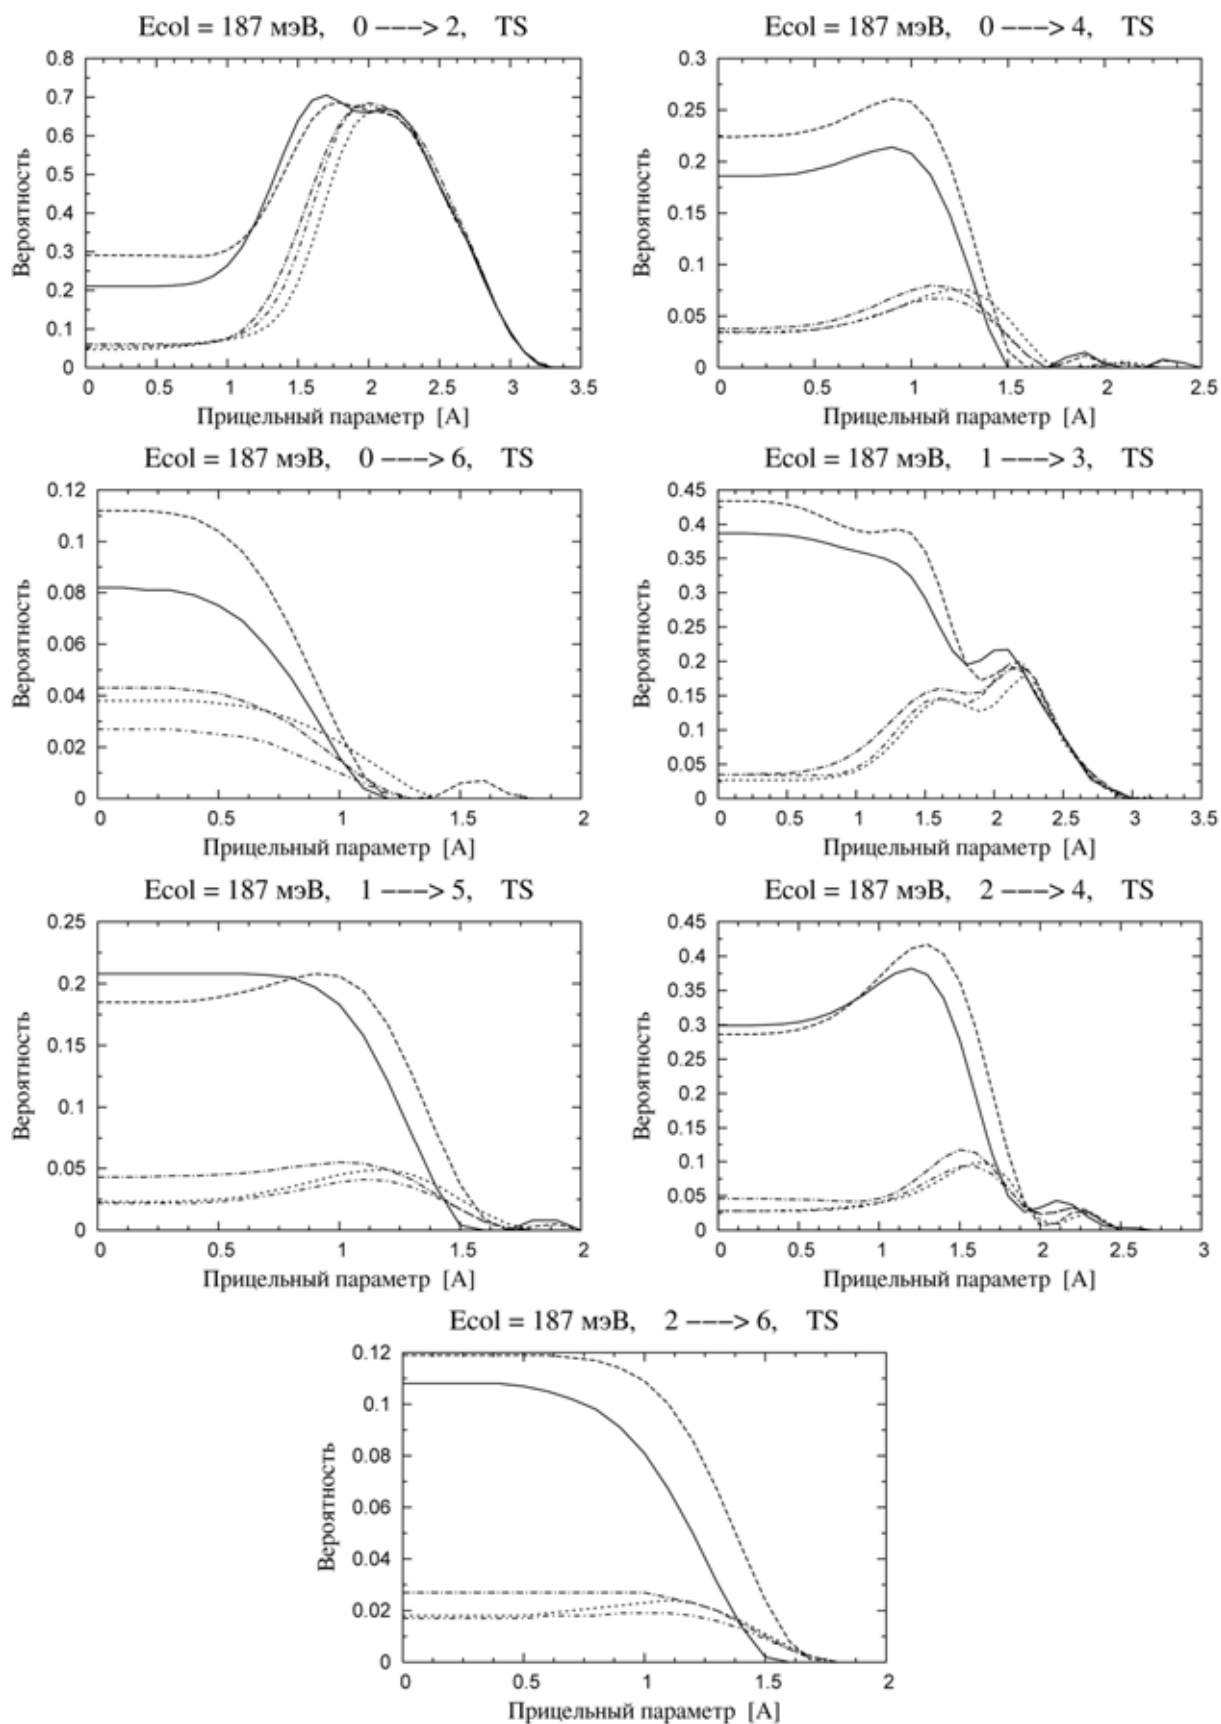 Ecol = 187 мэВ, 0 −−−> 2, TS
Вероятность
0.8
0.7
0.6
0.5
0.4
0.3
0.2
0.1
0
0 0.5 1 1.5 2 2.5 3 3.5
Прицельный параметр [А]
Ecol = 187 мэВ, 0 −−−> 4, TS
Вероятность
0.3
0.25
0.2
0.15
0.1
0.05
0
0 0.5 1 1.5 2 2.5
Прицельный параметр [А]
Ecol = 187 мэВ, 0 −−−> 6, TS
Вероятность
0.12
0.1
0.08
0.06
0.04
0.02
0
0 0.5 1 1.5 2
Прицельный параметр [А]
Ecol = 187 мэВ, 1 −−−> 3, TS
Вероятность
0.45
0.4
0.35
0.3
0.25
0.2
0.15
0.1
0.05
0
0 0.5 1 1.5 2 2.5 3 3.5
Прицельный параметр [А]
Ecol = 187 мэВ, 1 −−−> 5, TS
Вероятность
0.25
0.2
0.15
0.1
0.05
0
0 0.5 1 1.5 2
Прицельный параметр [А]
Ecol = 187 мэВ, 2 −−−> 4, TS
Вероятность
0.45
0.4
0.35
0.3
0.25
0.2
0.15
0.1
0.05
0
0 0.5 1 1.5 2 2.5 3
Прицельный параметр [А]
Ecol = 187 мэВ, 2 −−−> 6, TS
Вероятность
0.12
0.1
0.08
0.06
0.04
0.02
0
0 0.5 1 1.5 2
Прицельный параметр [А]